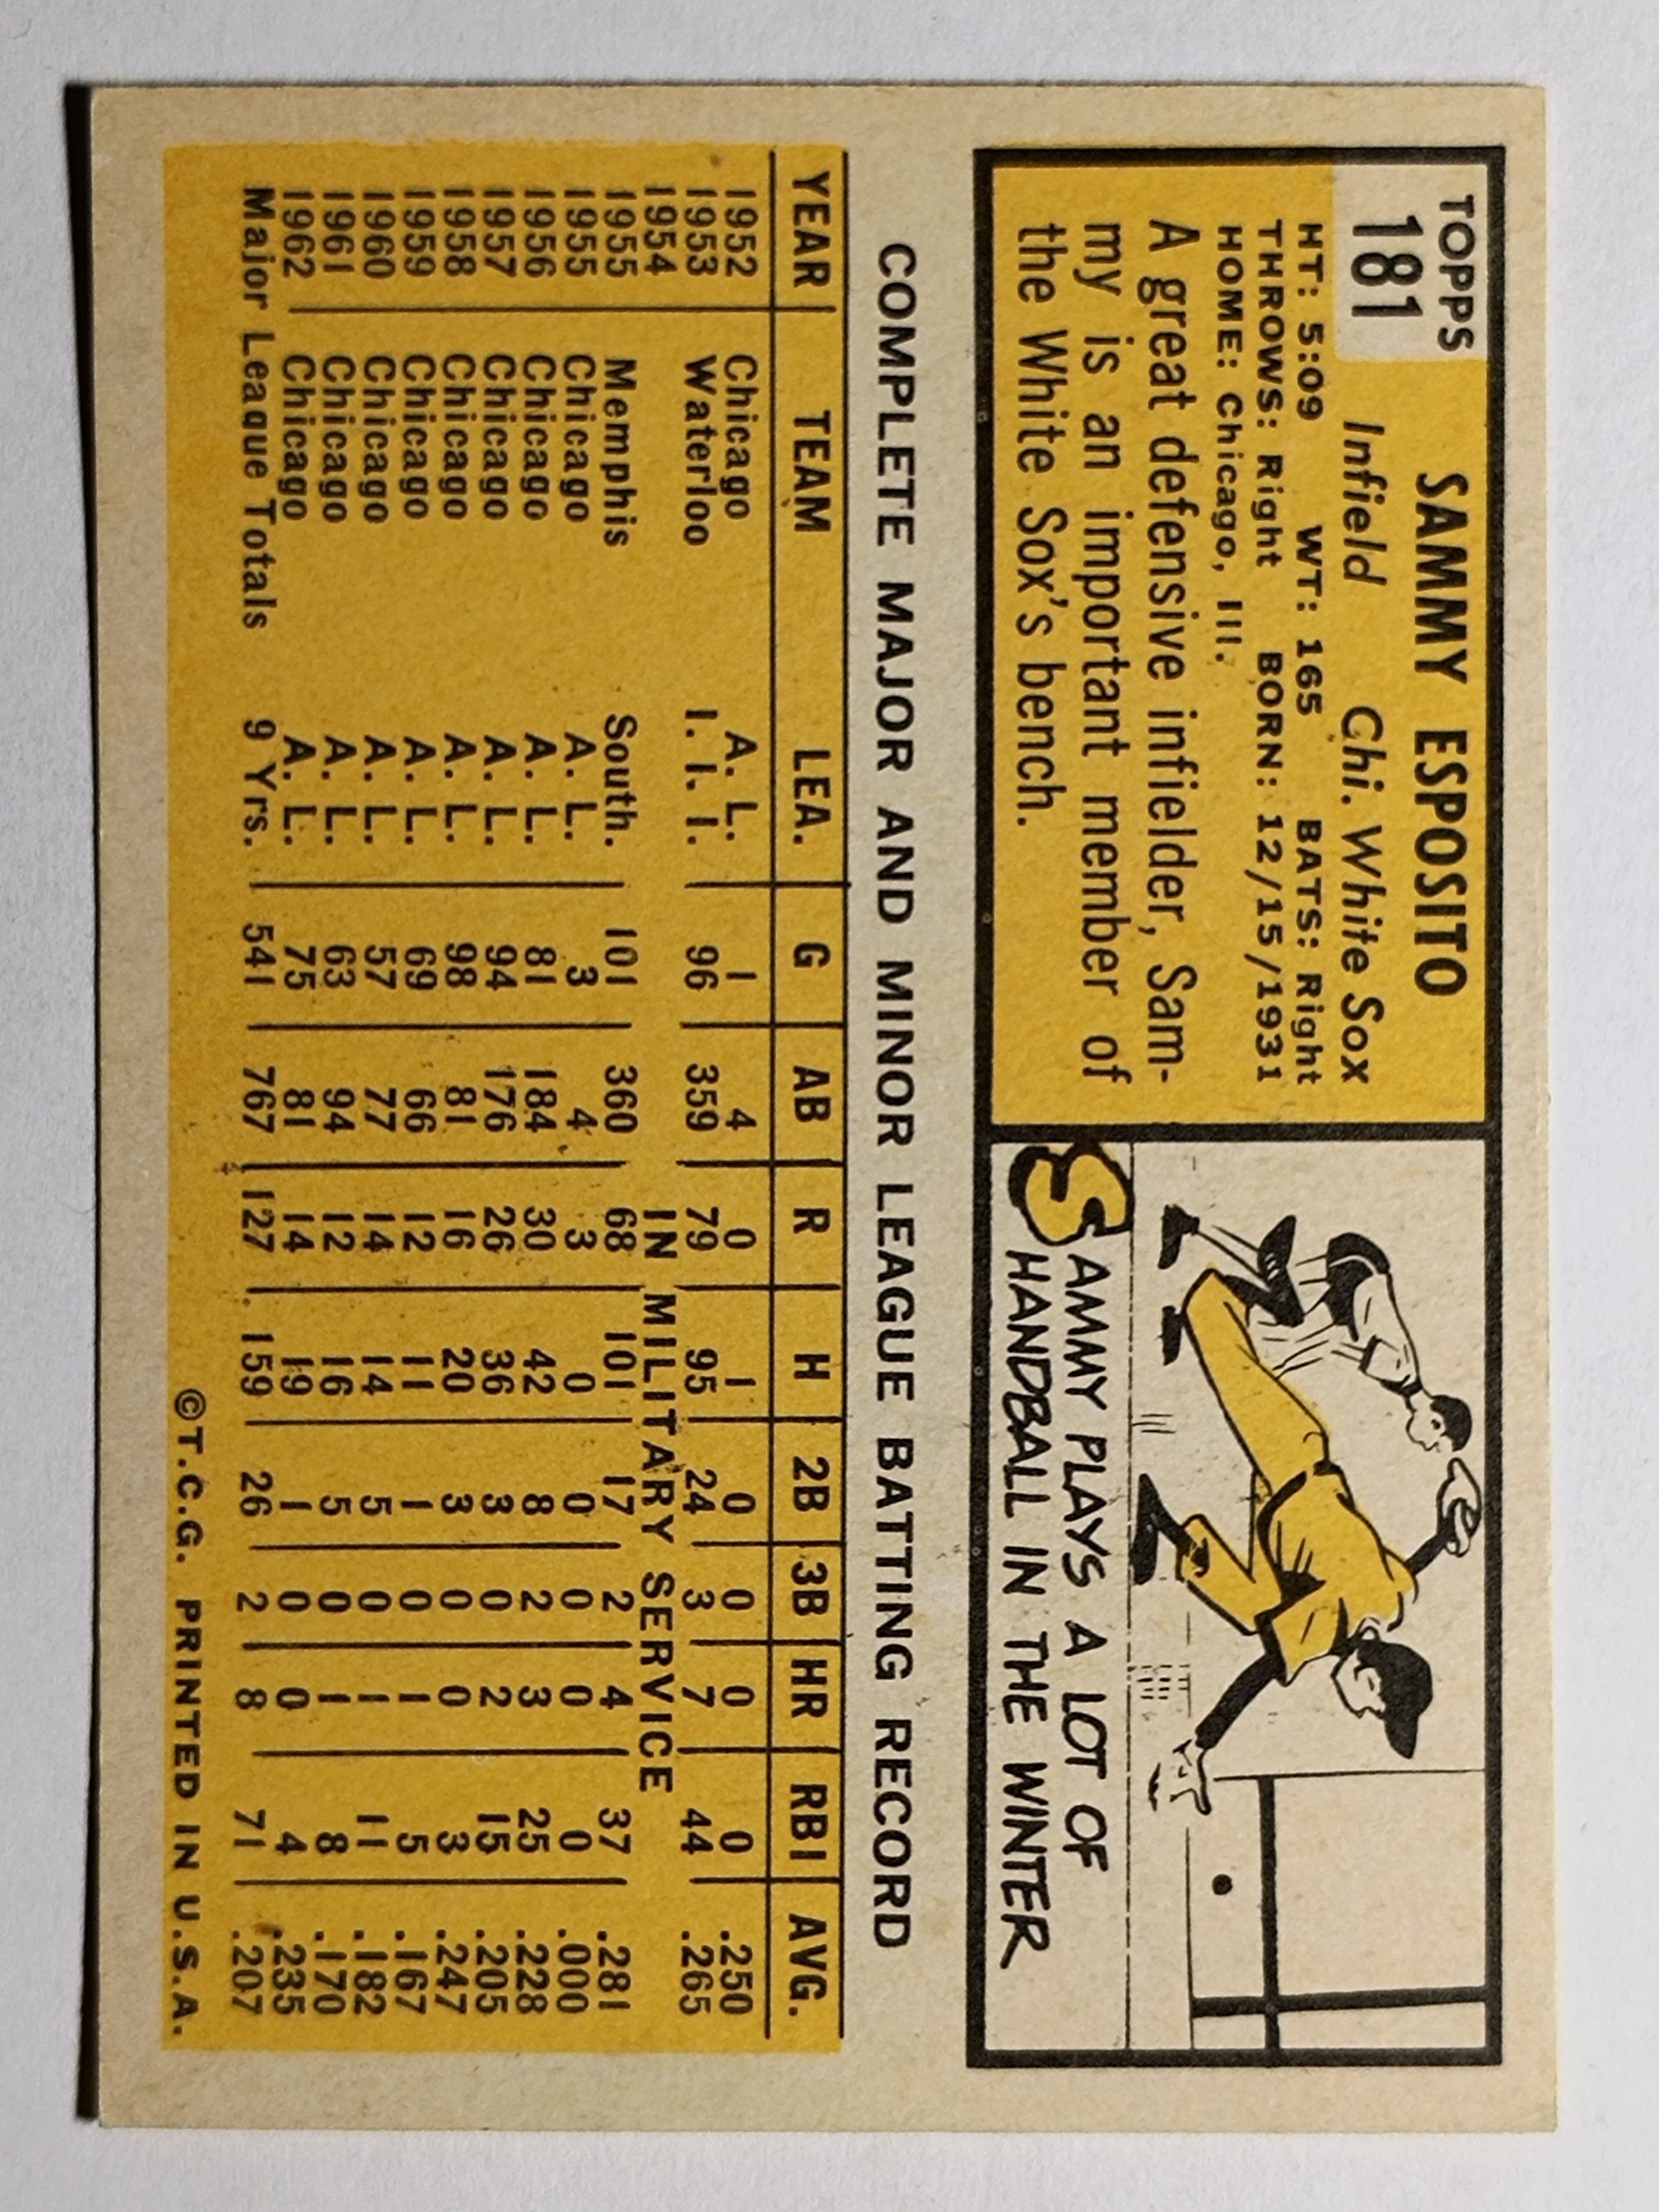 TOPPS
181
SAMMY ESPOSITO
Infield Chi. White Sox
HT: 5:09 WT: 165 BATS: Right
THROWS: Right BORN: 12/15/1931
HOME: Chicago, Ill.
A great defensive infielder, Sam-
my is an important member of
the White Sox's bench.
SAMMY PLAYS A LOT OF
HANDBALL IN THE WINTER
COMPLETE MAJOR AND MINOR LEAGUE BATTING RECORD
YEAR TEAM LEA. G AB R H 2B 3B HR RBI AVG.
1952 Chicago A. L. 1 4 0 1 0 0 0 0 .250
1953 Waterloo I. I. I. 96 359 79 95 24 3 7 44 .265
1954 IN MILITARY SERVICE
1955 Memphis South. 101 360 68 101 17 2 4 37 .281
1955 Chicago A. L. 3 4 3 0 0 0 0 0 .000
1956 Chicago A. L. 81 184 30 42 8 2 3 25 .228
1957 Chicago A. L. 94 176 26 36 3 0 2 15 .205
1958 Chicago A. L. 98 81 16 20 3 0 0 3 .247
1959 Chicago A. L. 69 66 12 11 1 0 1 5 .167
1960 Chicago A. L. 57 77 14 14 5 0 1 11 .182
1961 Chicago A. L. 63 94 12 16 5 0 1 8 .170
1962 Chicago A. L. 75 81 14 19 1 0 0 4 .235
Major League Totals 9 Yrs. 541 767 127 159 26 2 8 71 .207
©T.C.G. PRINTED IN U.S.A.